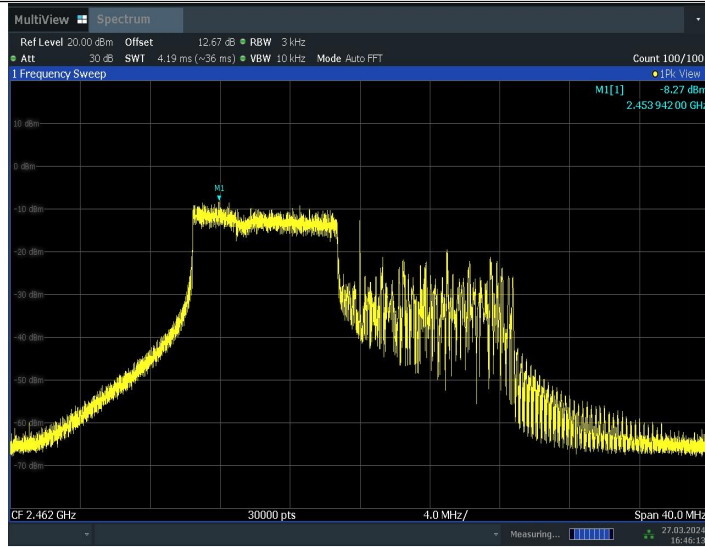 MultiView Spectrum
Ref Level 20.00 dBm Offset 12.67 dB RBW 3 kHz
Att 30 dB SWT 4.19 ms (~36 ms) VBW 10 kHz Mode Auto FFT Count 100/100
1 Frequency Sweep 1Pk View
M1[1] -8.27 dBm
2.453 942 00 GHz
10 dBm
0 dBm
M1
-10 dBm
-20 dBm
-30 dBm
-40 dBm
-50 dBm
-60 dBm
-70 dBm
CF 2.462 GHz 30000 pts 4.0 MHz/ Span 40.0 MHz
Measuring... 27.03.2024
16:46:13